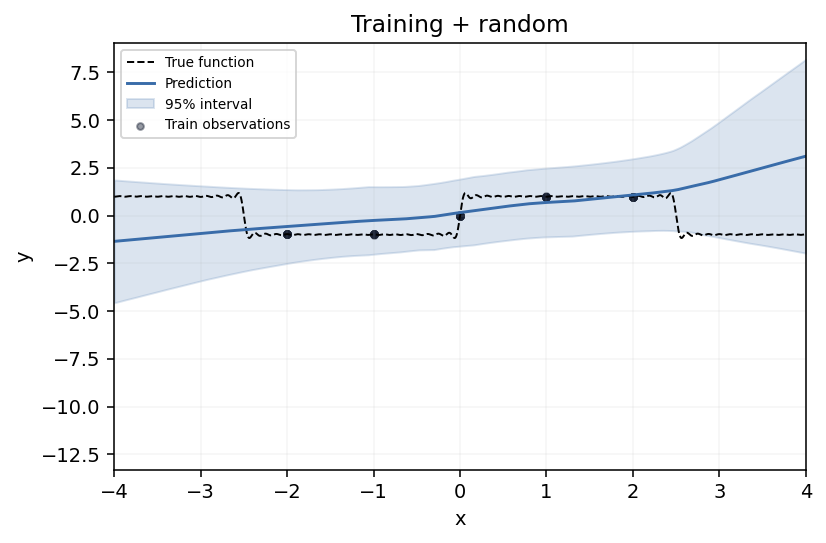 Training + random
True function
Prediction
95% interval
Train observations
7.5
5.0
2.5
0.0
−2.5
−5.0
−7.5
−10.0
−12.5
y
−4 −3 −2 −1 0 1 2 3 4
x